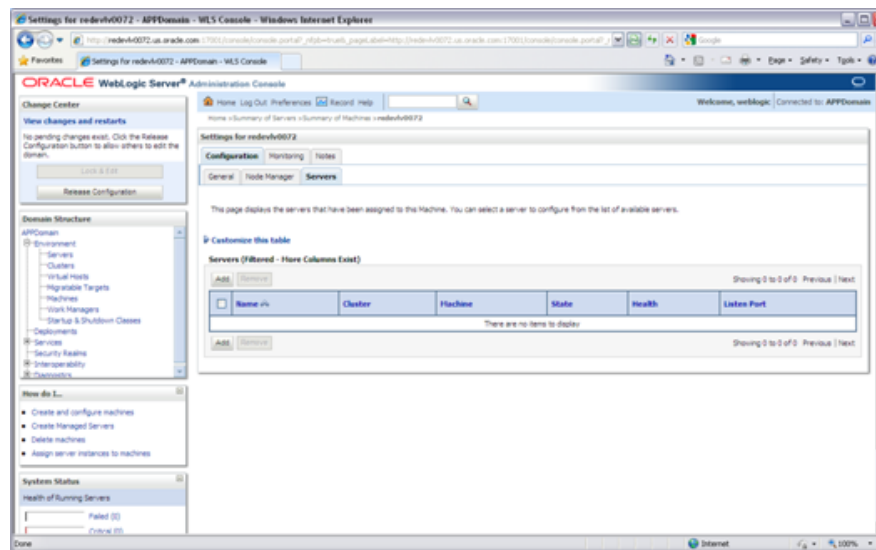 Settings for redevlv0072 - APPDomain - WLS Console - Windows Internet Explorer
Google
Favorites Settings for redevlv0072 - APPDomain - WLS Console
Page Safety Tools
ORACLE WebLogic Server® Administration Console
Change Center
View changes and restarts
No pending changes exist. Click the Release Configuration button to allow others to edit the domain.
Lock & Edit
Release Configuration
Domain Structure
APPDomain
Environment
Servers
Clusters
Virtual Hosts
Migratable Targets
Machines
Work Managers
Startup & Shutdown Classes
Deployments
Services
Security Realms
Interoperability
Diagnostics
How do I...
Create and configure machines
Create Managed Servers
Delete machines
Assign server instances to machines
System Status
Health of Running Servers
Failed (0)
Critical (0)
Home Log Out Preferences Record Help
Welcome, weblogic Connected to: APPDomain
Home >Summary of Servers >Summary of Machines >redevlv0072
Settings for redevlv0072
Configuration Monitoring Notes
General Node Manager Servers
This page displays the servers that have been assigned to this Machine. You can select a server to configure from the list of available servers.
Customize this table
Servers (Filtered - More Columns Exist)
Add Remove Showing 0 to 0 of 0 Previous | Next
Name Cluster Machine State Health Listen Port
There are no items to display
Add Remove Showing 0 to 0 of 0 Previous | Next
Done Internet 100%